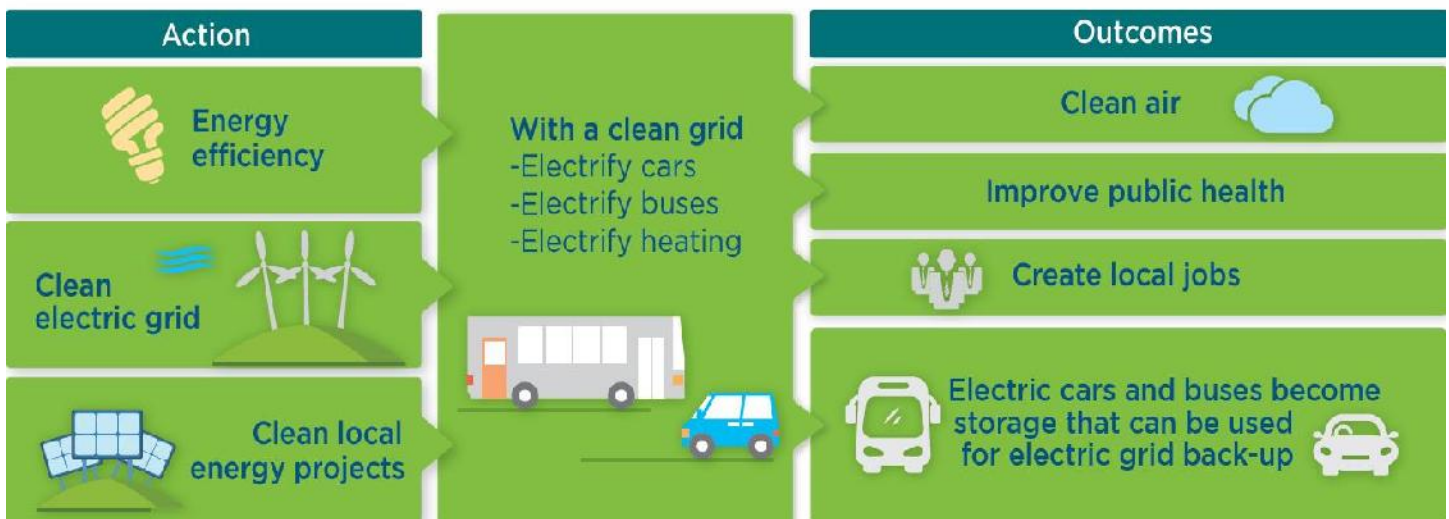 Action
Energy
efficiency
Clean
electric grid
Clean local
energy projects
With a clean grid
-Electrify cars
-Electrify buses
-Electrify heating
Outcomes
Clean air
Improve public health
Create local jobs
Electric cars and buses become
storage that can be used
for electric grid back-up